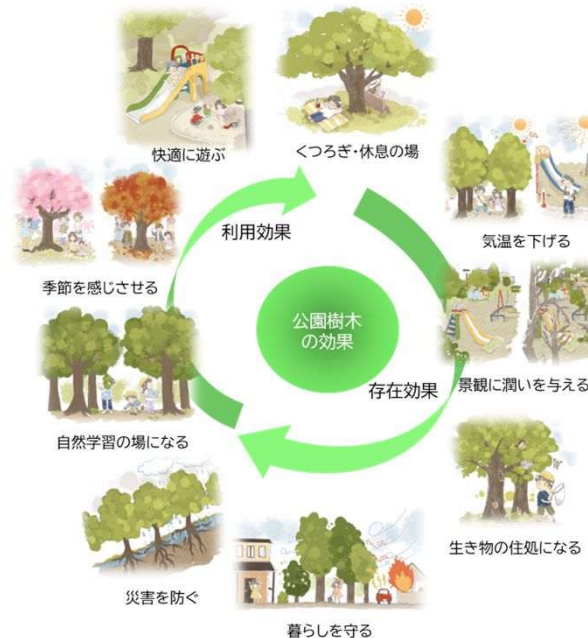 快適に遊ぶ
くつろぎ・休息の場
気温を下げる
景観に潤いを与える
生き物の住処になる
暮らしを守る
災害を防ぐ
自然学習の場になる
季節を感じさせる
利用効果
公園樹木
の効果
存在効果